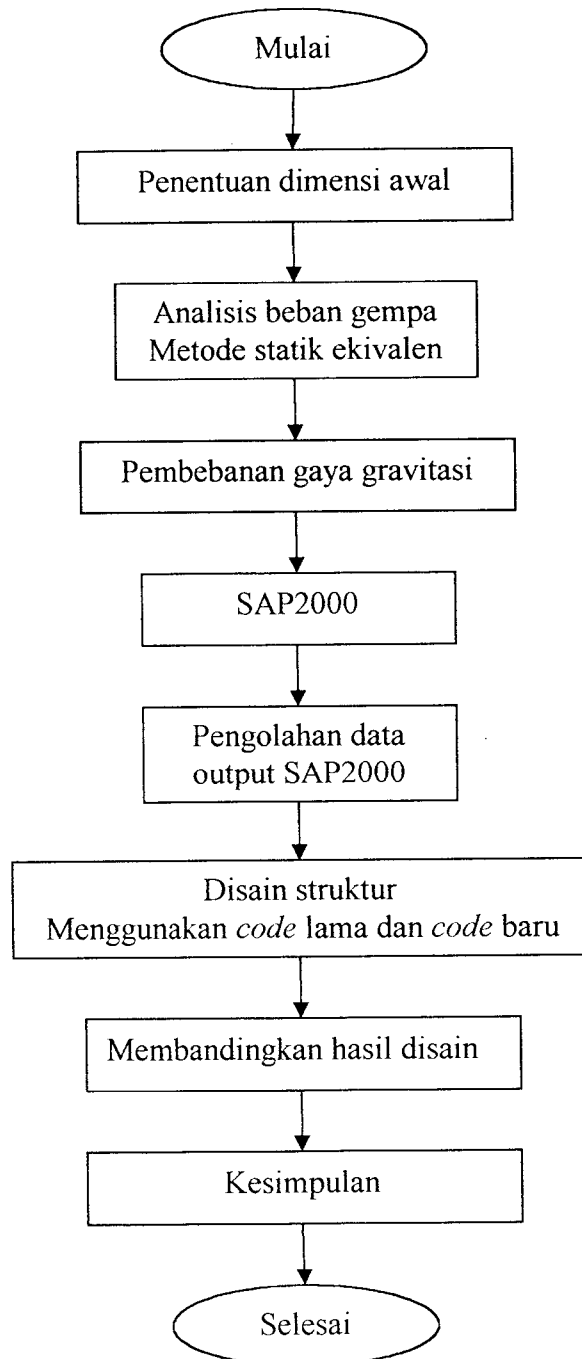 Mulai
Penentuan dimensi awal
Analisis beban gempa
Metode statik ekivalen
Pembebanan gaya gravitasi
SAP2000
Pengolahan data
output SAP2000
Disain struktur
Menggunakan code lama dan code baru
Membandingkan hasil disain
Kesimpulan
Selesai